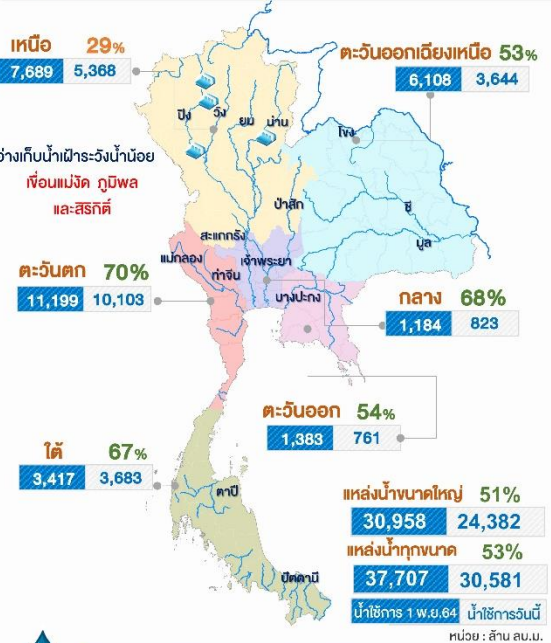 เหนือ 29%
7,689 5,368
ตะวันออกเฉียงเหนือ 53%
6,108 3,644
ปิง วัง ยม น่าน
โขง
อ่างเก็บน้ำเฝ้าระวังน้ำน้อย
เขื่อนแม่งัด ภูมิพล
และสิริกิติ์
ป่าสัก
ชี
มูล
สะแกกรัง
แม่กลอง
เจ้าพระยา
ท่าจีน
บางปะกง
ตะวันตก 70%
11,199 10,103
กลาง 68%
1,184 823
ตะวันออก 54%
1,383 761
ใต้ 67%
3,417 3,683
ตาปี
ปัตตานี
แหล่งน้ำขนาดใหญ่ 51%
30,958 24,382
แหล่งน้ำทุกขนาด 53%
37,707 30,581
น้ำใช้การ 1 พ.ย.64 น้ำใช้การวันนี้
หน่วย : ล้าน ลบ.ม.